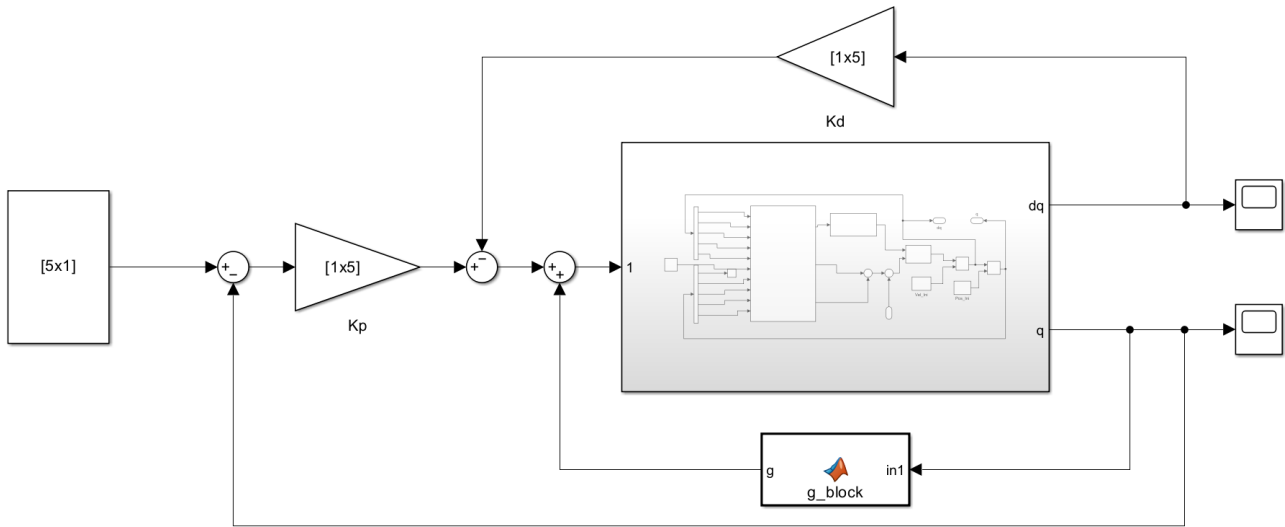 [1x5]
Kd
[5x1]
+
−
[1x5]
Kp
−
+
+
+
1
dq
q
g
in1
g_block